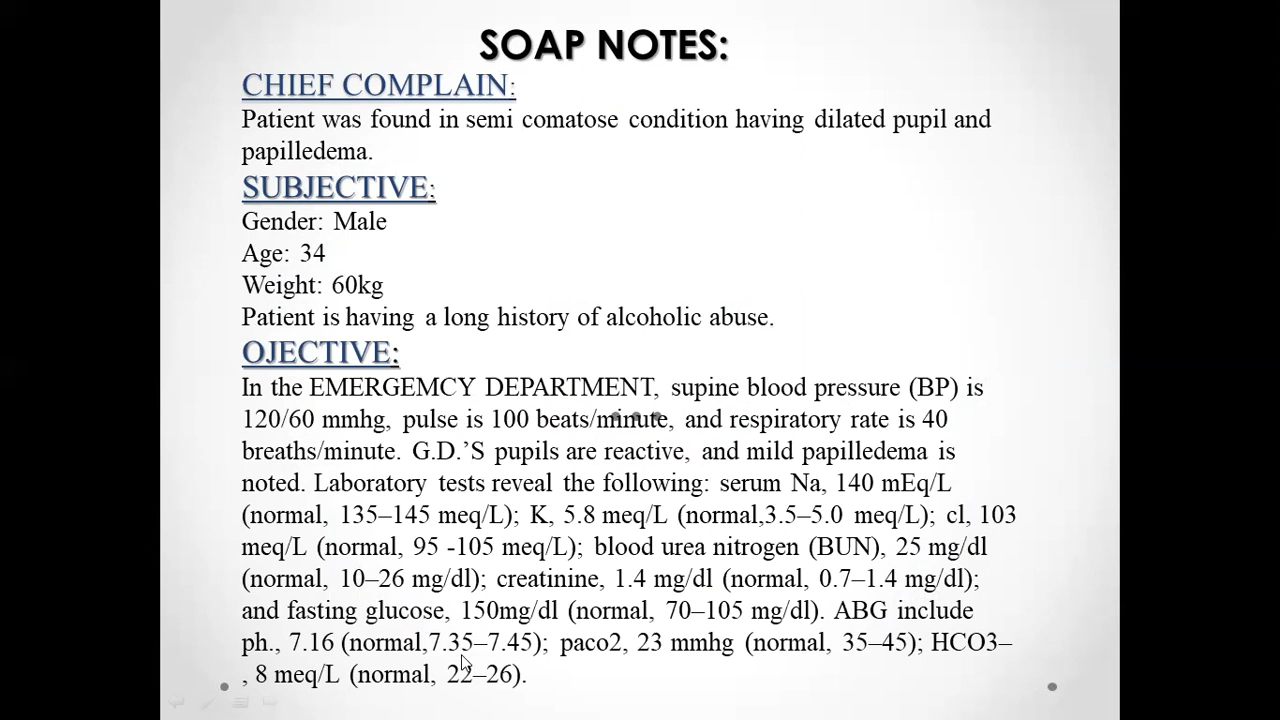 SOAP NOTES:
CHIEF COMPLAIN:
Patient was found in semi comatose condition having dilated pupil and
papilledema.
SUBJECTIVE:
Gender: Male
Age: 34
Weight: 60kg
Patient is having a long history of alcoholic abuse.
OJECTIVE:
In the EMERGEMCY DEPARTMENT, supine blood pressure (BP) is
120/60 mmhg, pulse is 100 beats/minute, and respiratory rate is 40
breaths/minute. G.D.’S pupils are reactive, and mild papilledema is
noted. Laboratory tests reveal the following: serum Na, 140 mEq/L
(normal, 135–145 meq/L); K, 5.8 meq/L (normal,3.5–5.0 meq/L); cl, 103
meq/L (normal, 95 -105 meq/L); blood urea nitrogen (BUN), 25 mg/dl
(normal, 10–26 mg/dl); creatinine, 1.4 mg/dl (normal, 0.7–1.4 mg/dl);
and fasting glucose, 150mg/dl (normal, 70–105 mg/dl). ABG include
ph., 7.16 (normal,7.35–7.45); paco2, 23 mmhg (normal, 35–45); HCO3–
, 8 meq/L (normal, 22–26).